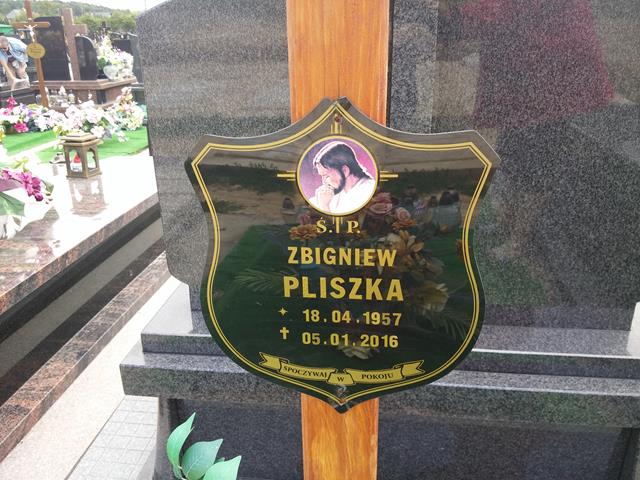 Ś. P.
ZBIGNIEW
PLISZKA
18.04.1957
✝ 05.01.2016
SPOCZYWAJ W POKOJU